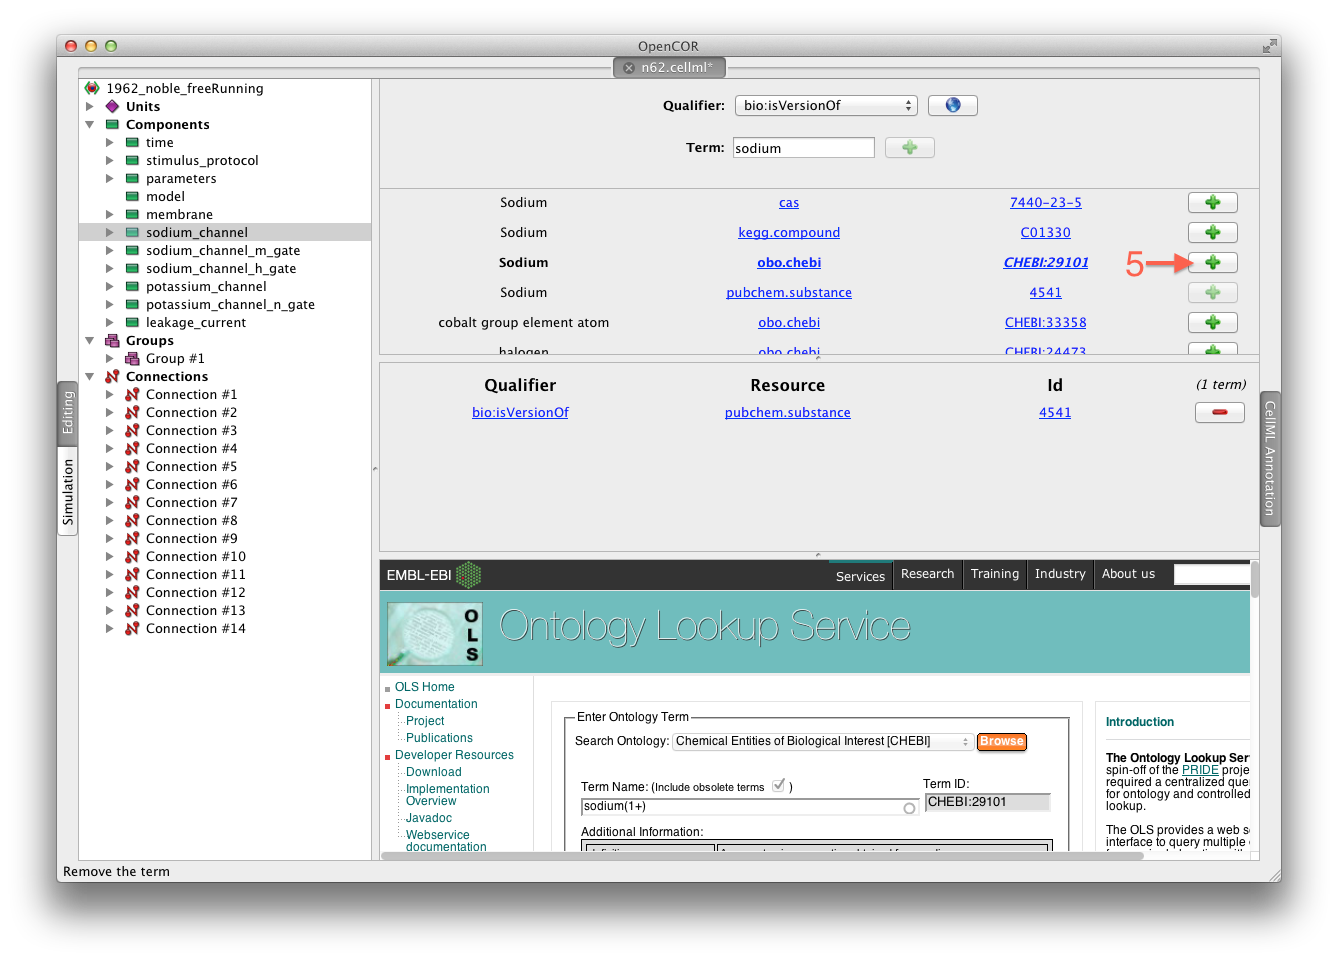 OpenCOR
n62.cellml*
1962_noble_freeRunning
Units
Components
time
stimulus_protocol
parameters
model
membrane
sodium_channel
sodium_channel_m_gate
sodium_channel_h_gate
potassium_channel
potassium_channel_n_gate
leakage_current
Groups
Group #1
Connections
Connection #1
Connection #2
Connection #3
Connection #4
Connection #5
Connection #6
Connection #7
Connection #8
Connection #9
Connection #10
Connection #11
Connection #12
Connection #13
Connection #14
Editing
Simulation
Qualifier: bio:isVersionOf
Term: sodium
Sodium cas 7440-23-5
Sodium kegg.compound C01330
Sodium obo.chebi CHEBI:29101
5
Sodium pubchem.substance 4541
cobalt group element atom obo.chebi CHEBI:33358
halogen obo.chebi CHEBI:24473
Qualifier Resource Id (1 term)
bio:isVersionOf pubchem.substance 4541
CellML Annotation
EMBL-EBI Services Research Training Industry About us
OLS
Ontology Lookup Service
OLS Home
Documentation
Project
Publications
Developer Resources
Download
Implementation
Overview
Javadoc
Webservice
documentation
Enter Ontology Term
Search Ontology: Chemical Entities of Biological Interest [CHEBI] Browse
Term Name: (Include obsolete terms )
Term ID:
sodium(1+)
CHEBI:29101
Additional Information:
Introduction
The Ontology Lookup Ser
spin-off of the PRIDE proje
required a centralized que
for ontology and controlled
lookup.
The OLS provides a web s
interface to query multiple
Remove the term